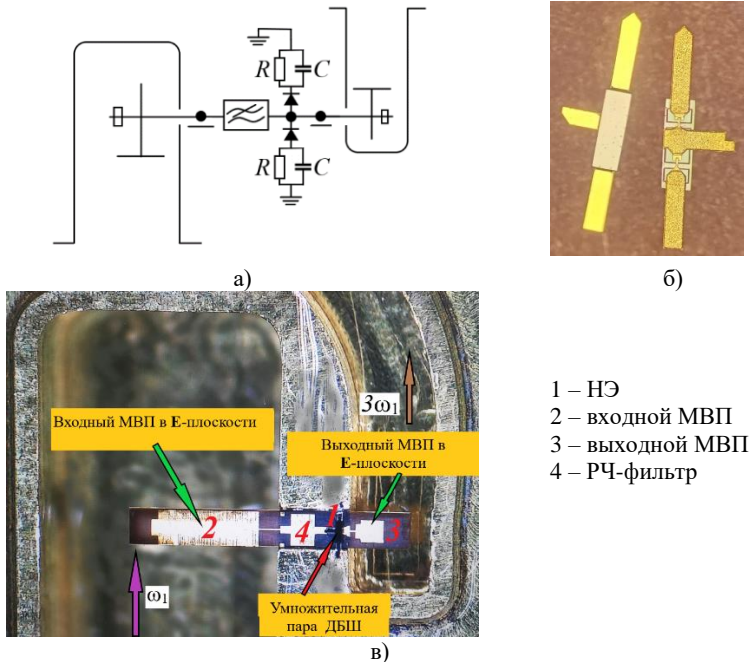 R
C
R
C
а)
б)
Входный МВП в E-плоскости
3ω₁
Выходный МВП в
E-плоскости
2
4
1
3
ω₁
Умножительная
пара ДБШ
в)
1 – НЭ
2 – входной МВП
3 – выходной МВП
4 – РЧ-фильтр